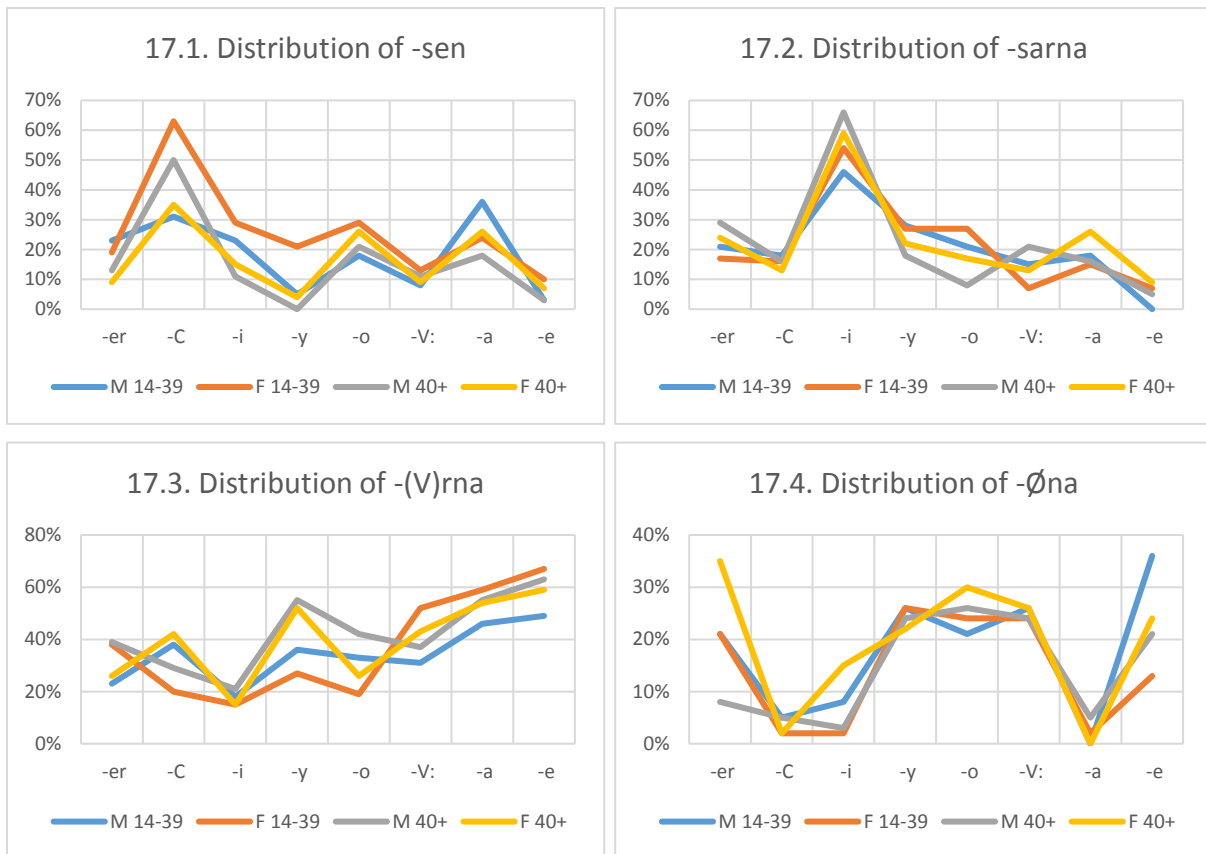 17.1. Distribution of -sen
70%
60%
50%
40%
30%
20%
10%
0%
-er -C -i -y -o -V: -a -e
M 14-39 F 14-39 M 40+ F 40+
17.2. Distribution of -sarna
70%
60%
50%
40%
30%
20%
10%
0%
-er -C -i -y -o -V: -a -e
M 14-39 F 14-39 M 40+ F 40+
17.3. Distribution of -(V)rna
80%
60%
40%
20%
0%
-er -C -i -y -o -V: -a -e
M 14-39 F 14-39 M 40+ F 40+
17.4. Distribution of -Øna
40%
30%
20%
10%
0%
-er -C -i -y -o -V: -a -e
M 14-39 F 14-39 M 40+ F 40+